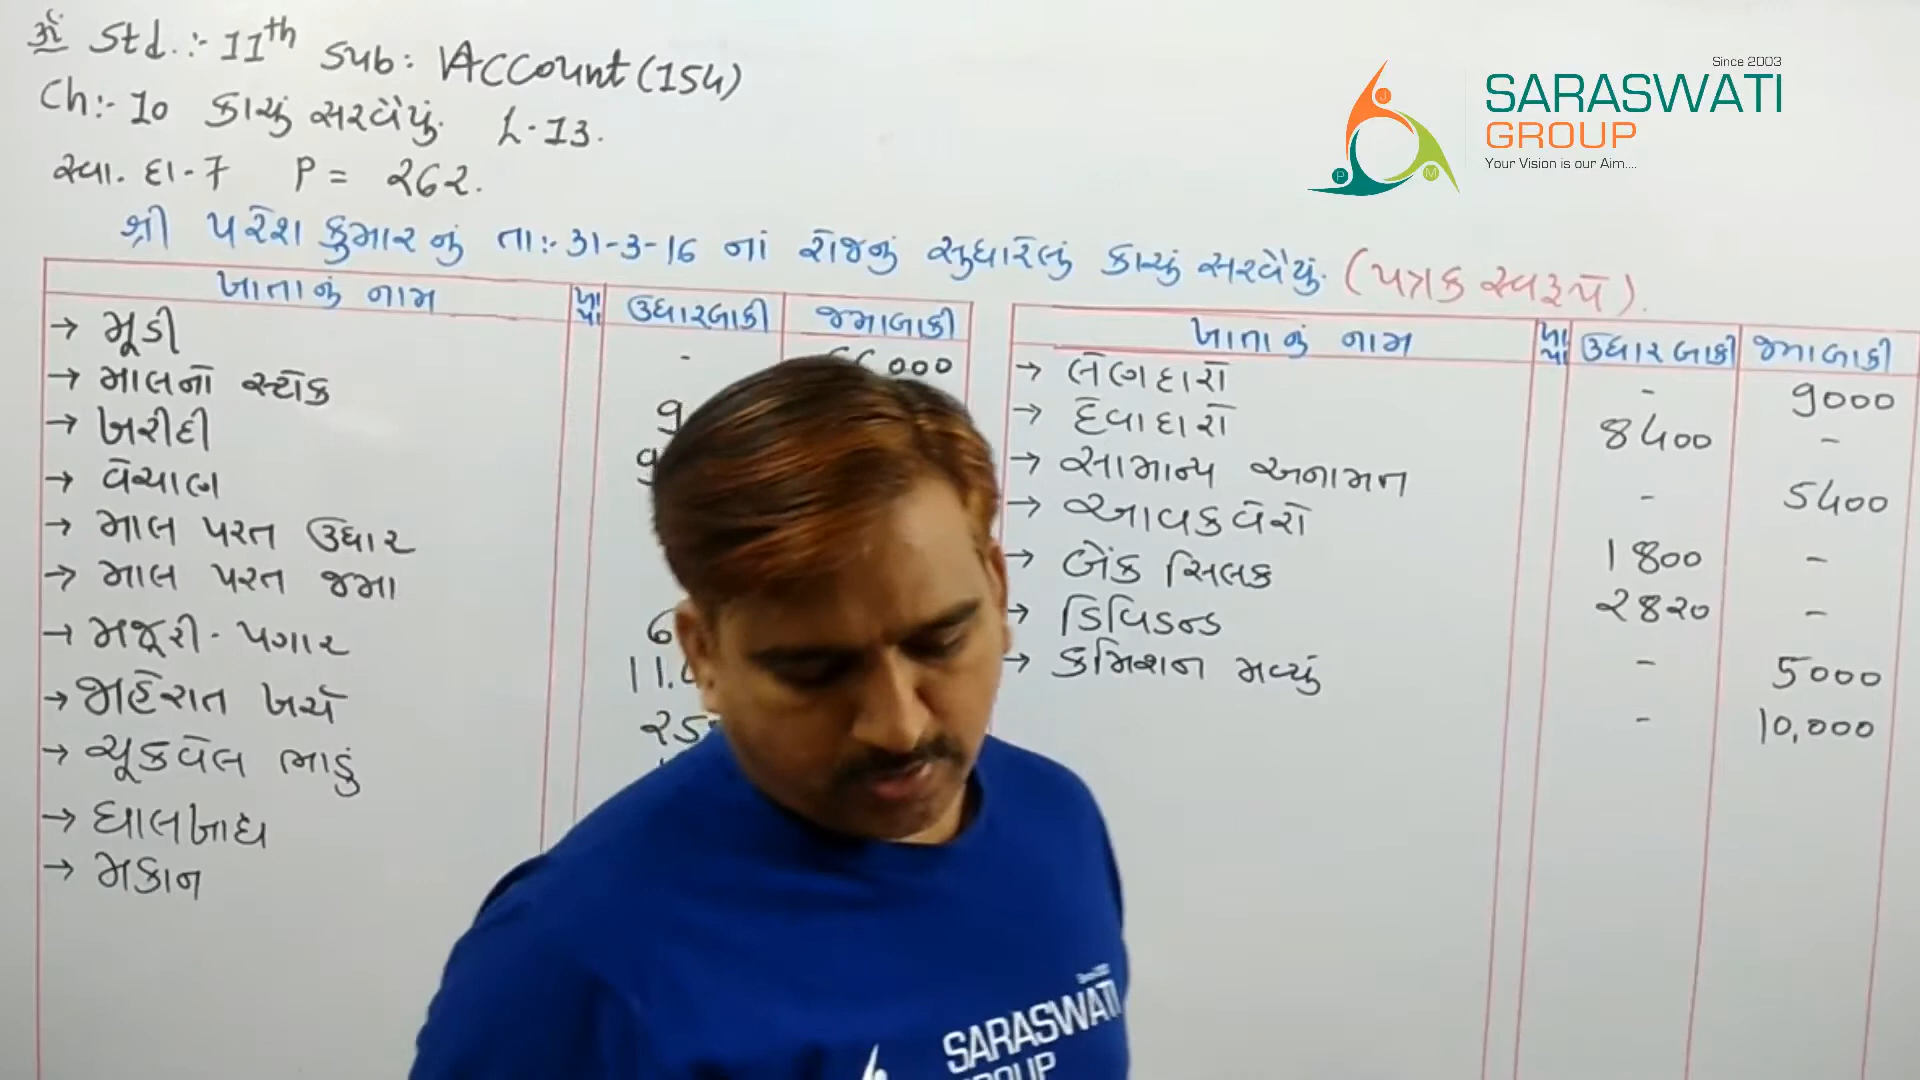 ૐ Std.:- 11th Sub: Account (154)
Ch:- 10 કાચું સરવૈયું. L-13.
સ્વા. દા-7 P = 262.
શ્રી પરેશકુમારનું તા:-31-3-16 નાં રોજનું સુધારેલું કાચું સરવૈયું. (પત્રક સ્વરૂપે).
ખાતાનું નામ ખા પા ઉધારબાકી જમાબાકી
→ મૂડી -
→ માલનો સ્ટૉક
→ ખરીદી
→ વેચાણ
→ માલ પરત ઉધાર
→ માલ પરત જમા
→ મજૂરી - પગાર
→ જાહેરાત ખર્ચ
→ ચૂકવેલ ભાડું
→ ઘાલખાધ
→ મકાન
ખાતાનું નામ ખા પા ઉધારબાકી જમાબાકી
→ લેણદારો - 9000
→ દેવાદારો 8400 -
→ સામાન્ય અનામત - 5400
→ આવકવેરો 1800 -
→ બેંક સિલક 2820 -
→ ડિવિડન્ડ - 5000
→ કમિશન મળ્યું - 10,000
Since 2003
SARASWATI
GROUP
Your Vision is our Aim....
J
P
M
SARASWATI
GROUP